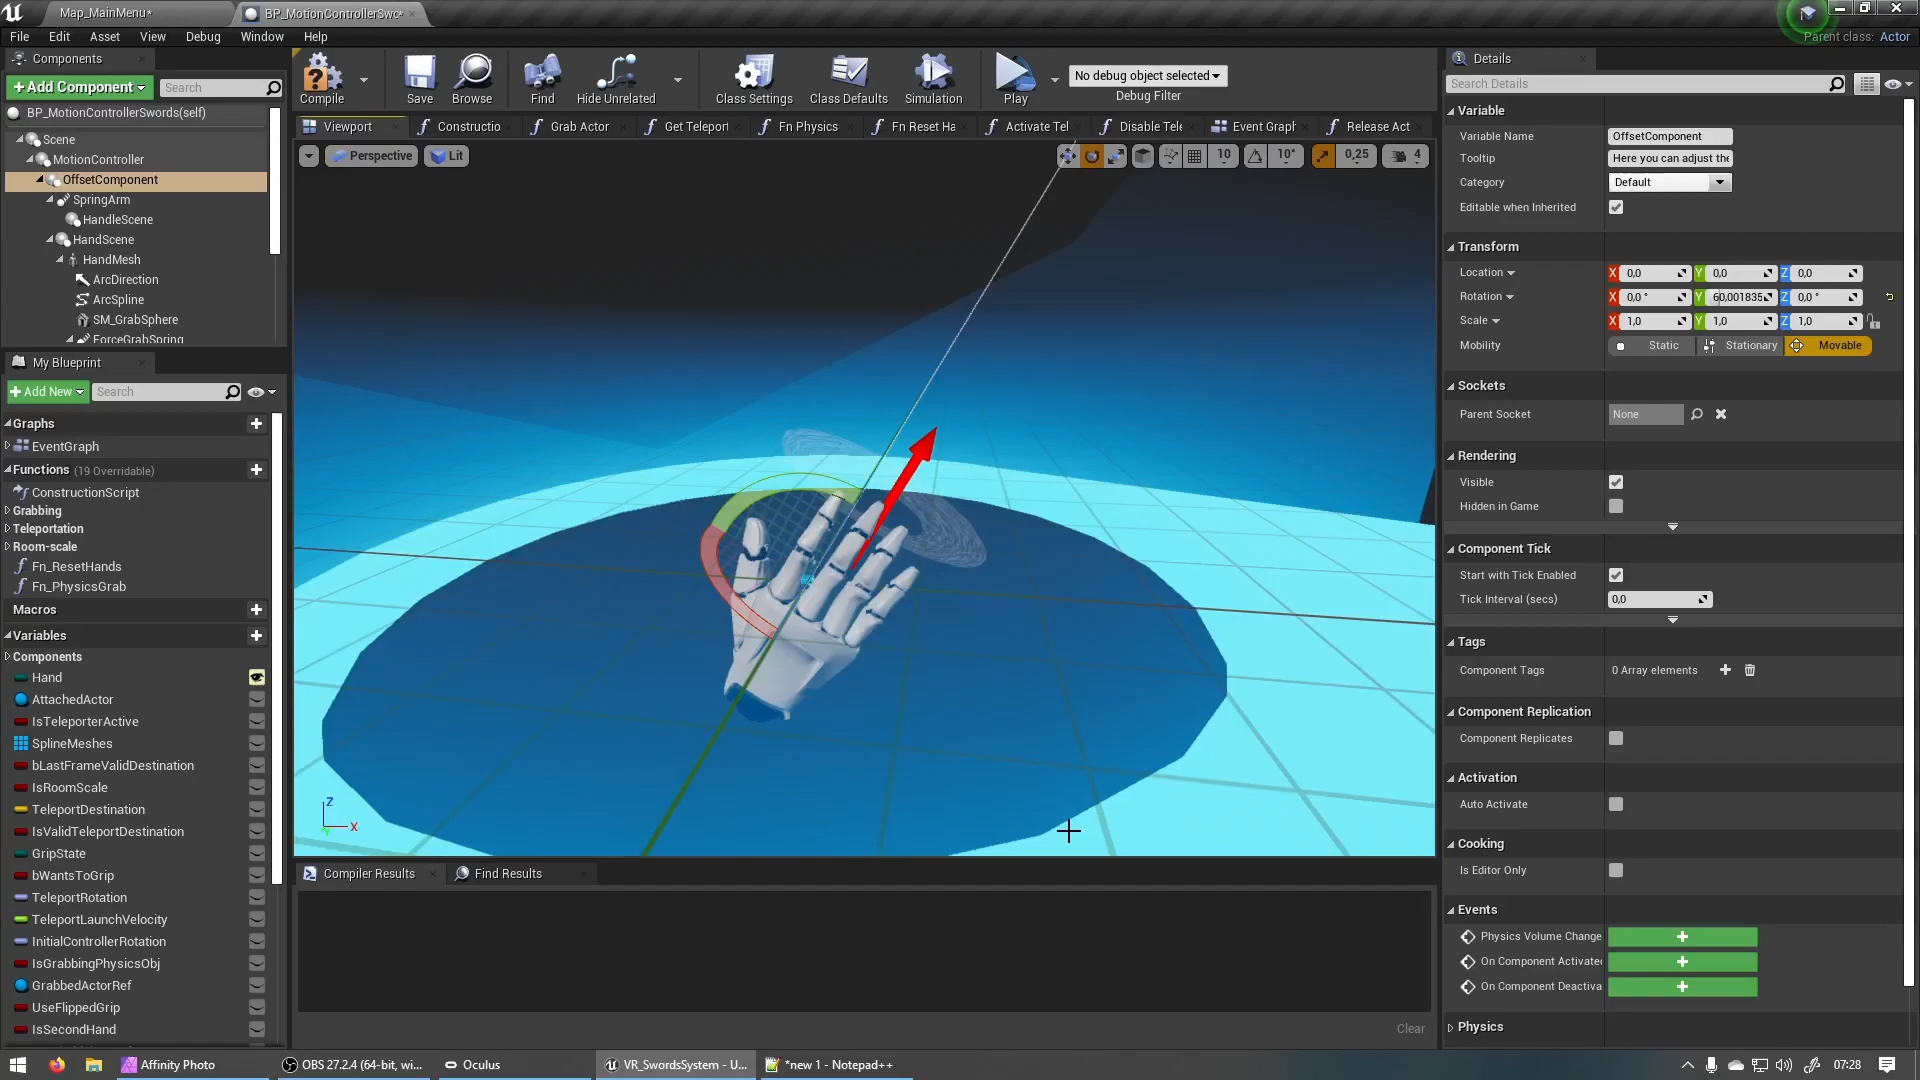 Map_MainMenu*
BP_MotionControllerSwc*
File
Edit
Asset
View
Debug
Window
Help
Parent class: Actor
Components
+Add Component
Search
BP_MotionControllerSwords(self)
Scene
MotionController
OffsetComponent
SpringArm
HandleScene
HandScene
HandMesh
ArcDirection
ArcSpline
SM_GrabSphere
ForceGrabSpring
Compile
Save
Browse
Find
Hide Unrelated
Class Settings
Class Defaults
Simulation
Play
No debug object selected
Debug Filter
Viewport
Constructio
Grab Actor
Get Teleport
Fn Physics
Fn Reset Ha
Activate Tel
Disable Tele
Event Graph
Release Act
Perspective
Lit
10
10°
0,25
4
Z
X
Y
My Blueprint
+Add New
Search
Graphs
EventGraph
Functions (19 Overridable)
ConstructionScript
Grabbing
Teleportation
Room-scale
Fn_ResetHands
Fn_PhysicsGrab
Macros
Variables
Components
Hand
AttachedActor
IsTeleporterActive
SplineMeshes
bLastFrameValidDestination
IsRoomScale
TeleportDestination
IsValidTeleportDestination
GripState
bWantsToGrip
TeleportRotation
TeleportLaunchVelocity
InitialControllerRotation
IsGrabbingPhysicsObj
GrabbedActorRef
UseFlippedGrip
IsSecondHand
Compiler Results
Find Results
Clear
Details
Search Details
Variable
Variable Name OffsetComponent
Tooltip Here you can adjust the
Category Default
Editable when Inherited
Transform
Location X 0,0 Y 0,0 Z 0,0
Rotation X 0,0 ° Y 60,001835 Z 0,0 °
Scale X 1,0 Y 1,0 Z 1,0
Mobility Static Stationary Movable
Sockets
Parent Socket None
Rendering
Visible
Hidden in Game
Component Tick
Start with Tick Enabled
Tick Interval (secs) 0,0
Tags
Component Tags 0 Array elements
Component Replication
Component Replicates
Activation
Auto Activate
Cooking
Is Editor Only
Events
Physics Volume Change
On Component Activate
On Component Deactiva
Physics
Affinity Photo
OBS 27.2.4 (64-bit, wi...
Oculus
VR_SwordsSystem - U...
*new 1 - Notepad++
07:28